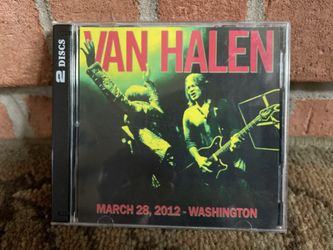 VAN HALEN
2 DISCS
MARCH 28, 2012 - WASHINGTON